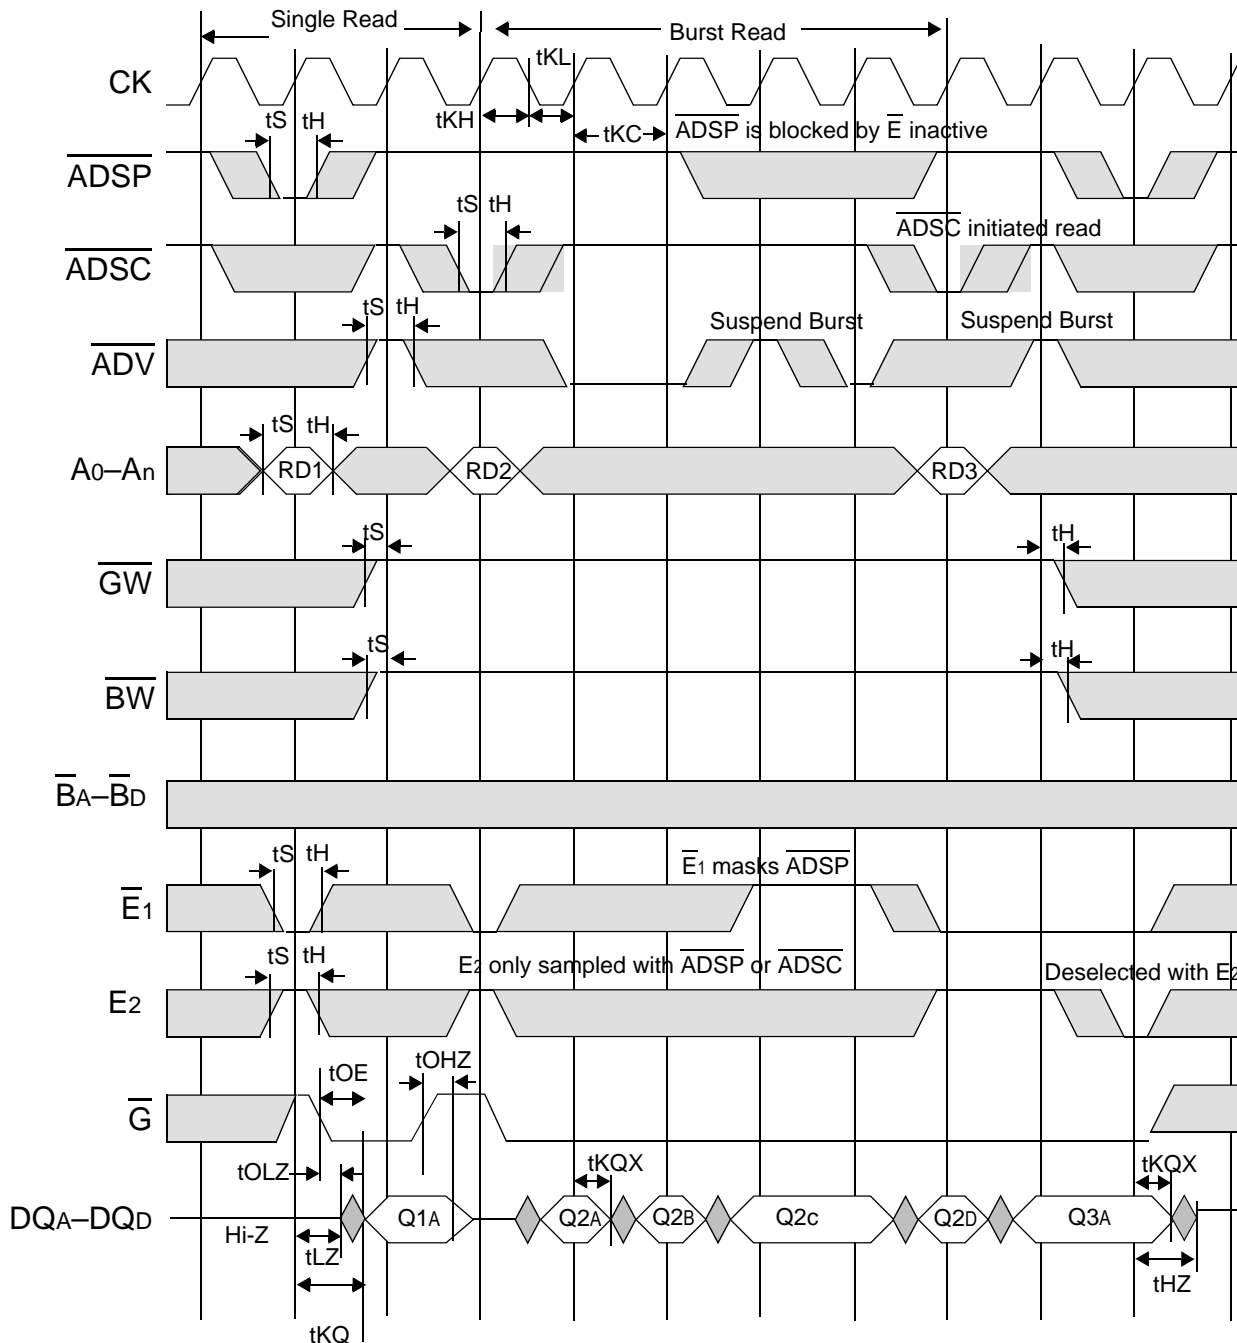 Single Read
Burst Read
tKL
CK
tS tH
tKH
tKC
ADSP is blocked by E inactive
ADSP
tS tH
ADSC initiated read
ADSC
tS tH
Suspend Burst
Suspend Burst
ADV
tS tH
A0–An
RD1
RD2
RD3
tS
tH
GW
tS
tH
BW
BA–BD
tS tH
E1 masks ADSP
E1
tS tH
E2 only sampled with ADSP or ADSC
Deselected with E2
E2
tOHZ
tOE
G
tOLZ
tKQX
tKQX
DQA–DQD
Q1A
Q2A
Q2B
Q2c
Q2D
Q3A
Hi-Z
tLZ
tHZ
tKQ